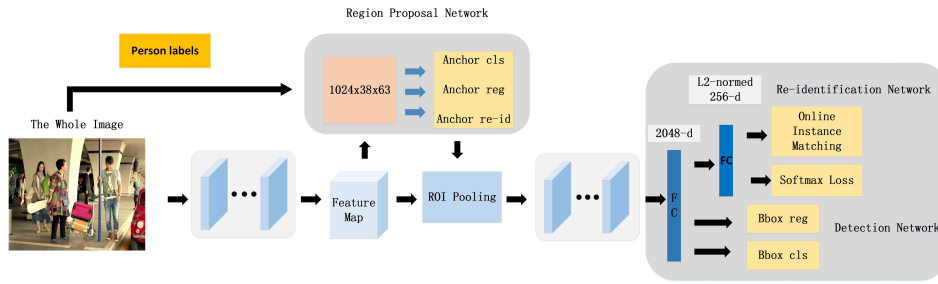 Region Proposal Network
Person labels
1024x38x63
Anchor cls
Anchor reg
Anchor re-id
The Whole Image
Feature
Map
ROI Pooling
L2-normed
256-d
Re-identification Network
2048-d
FC
F
C
Online
Instance
Matching
Softmax Loss
Bbox reg
Bbox cls
Detection Network